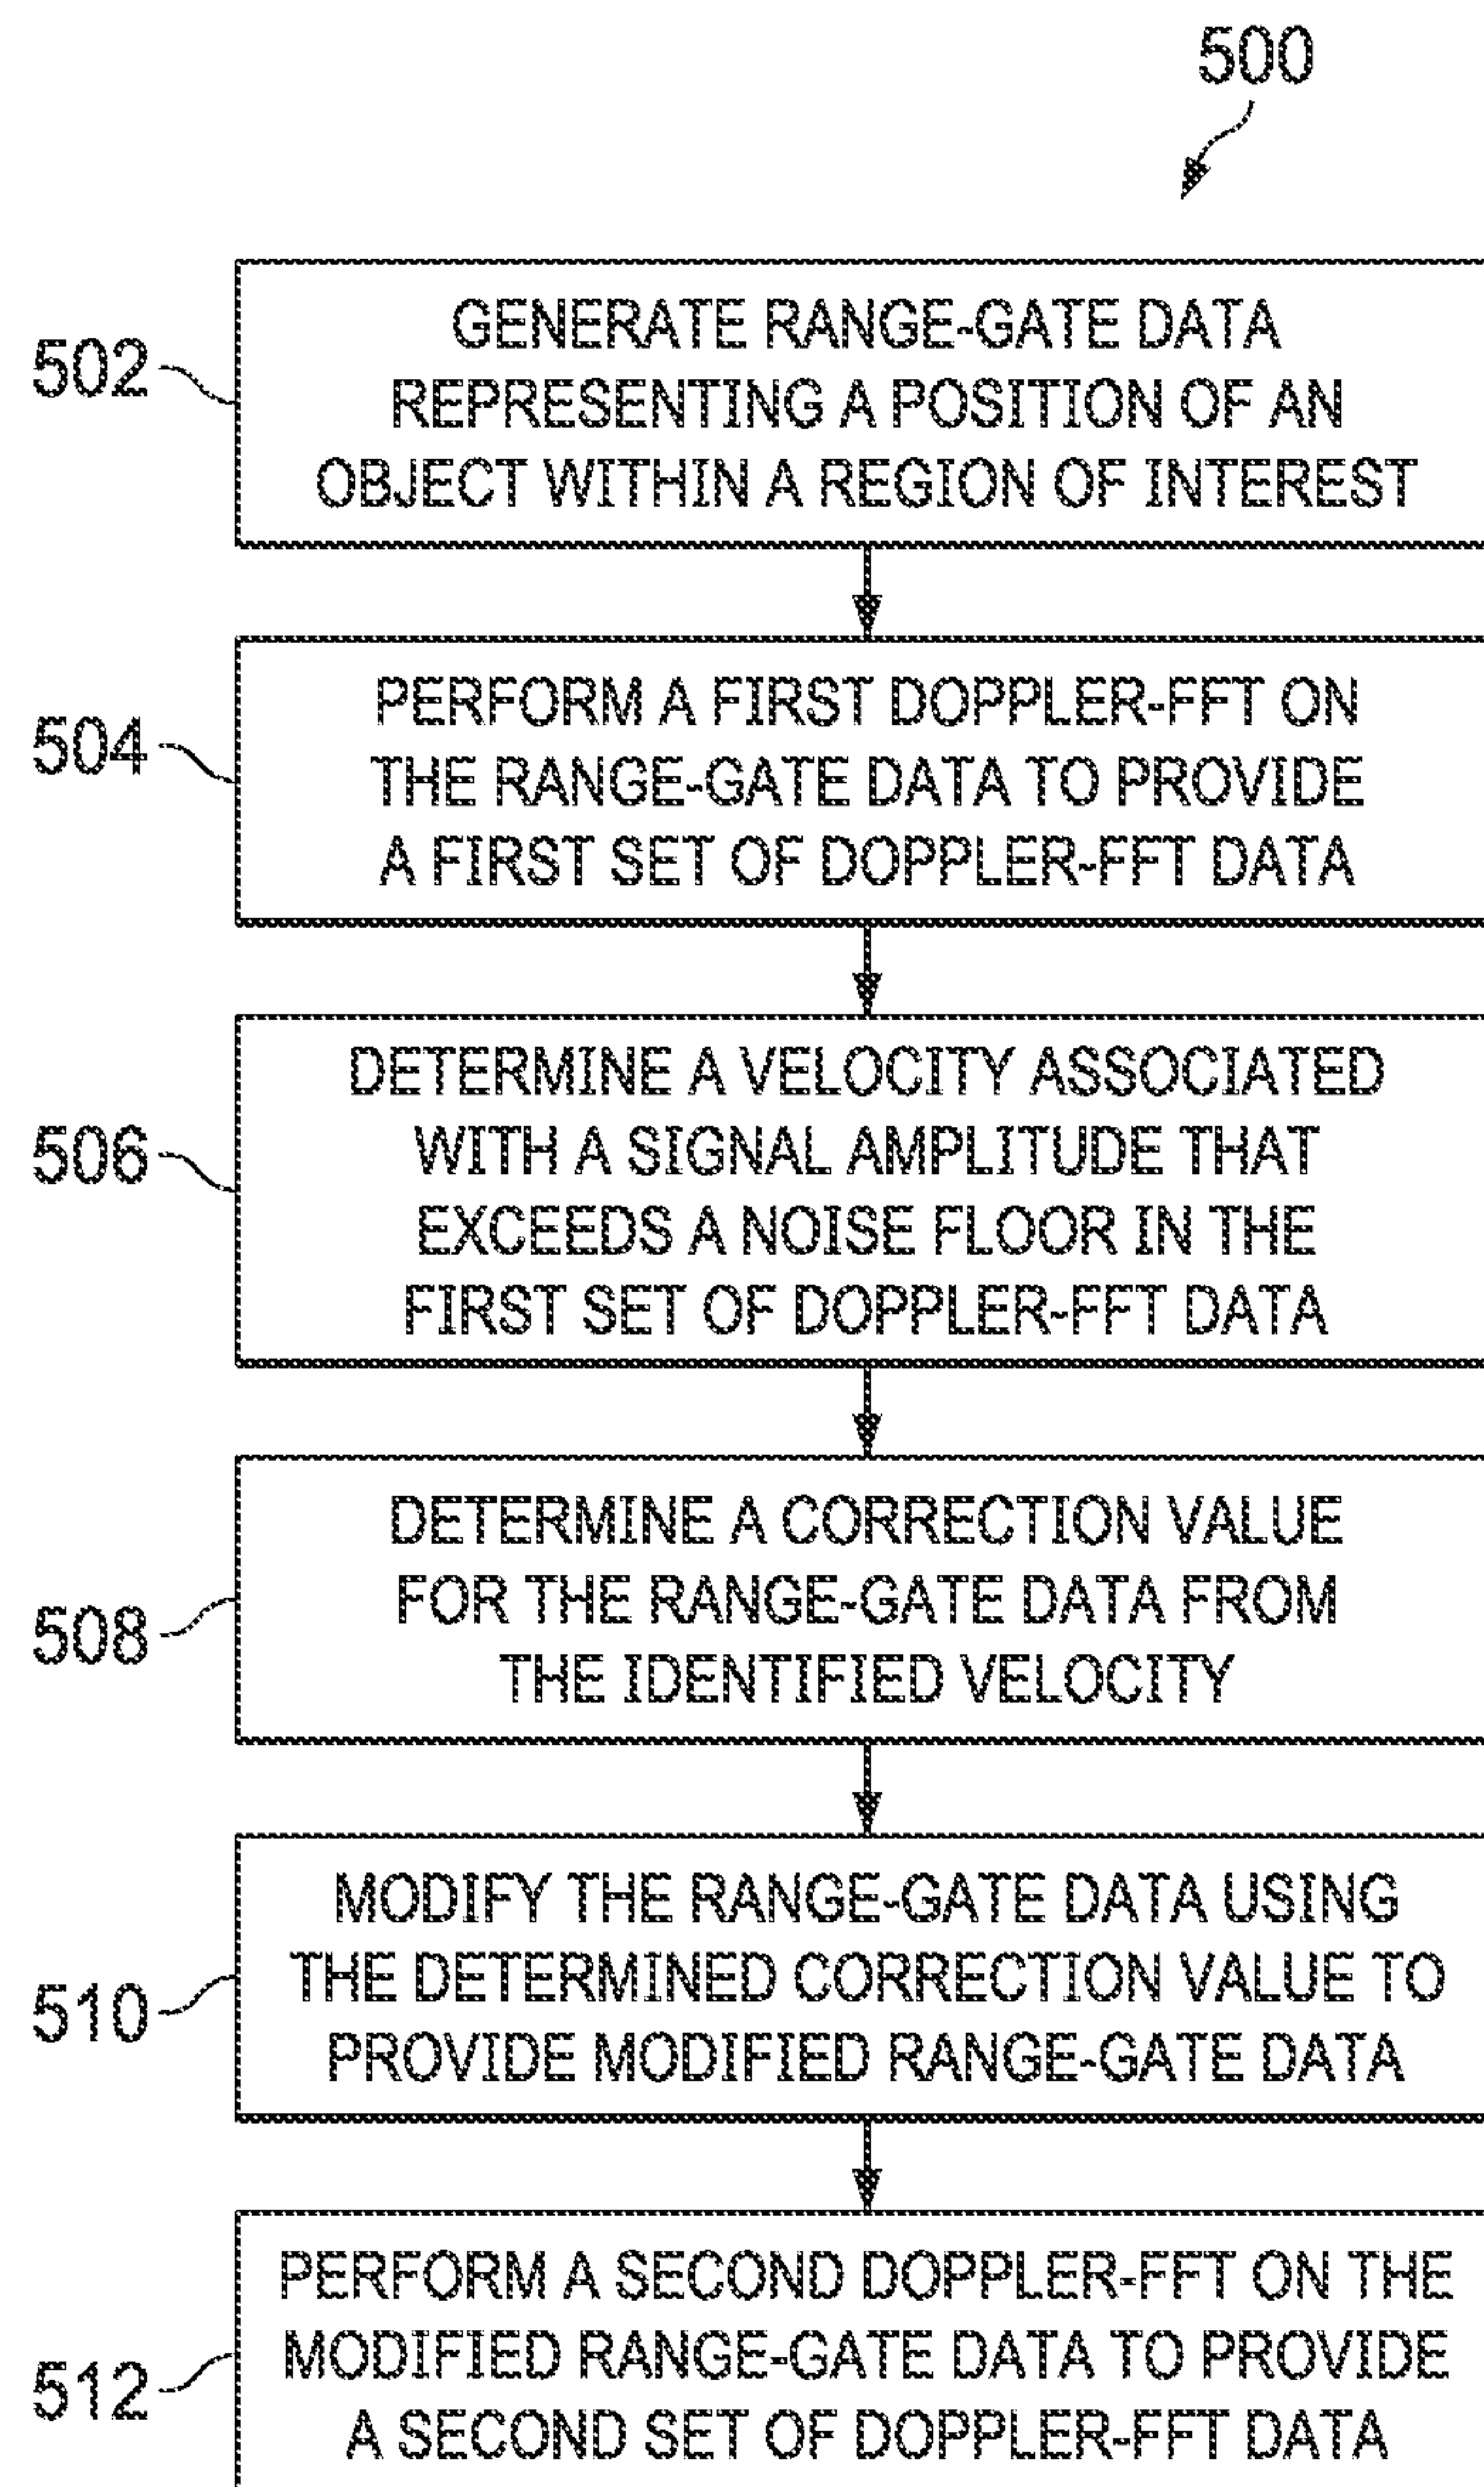 500
502
GENERATE RANGE-GATE DATA
REPRESENTING A POSITION OF AN
OBJECT WITHIN A REGION OF INTEREST
504
PERFORM A FIRST DOPPLER-FFT ON
THE RANGE-GATE DATA TO PROVIDE
A FIRST SET OF DOPPLER-FFT DATA
506
DETERMINE A VELOCITY ASSOCIATED
WITH A SIGNAL AMPLITUDE THAT
EXCEEDS A NOISE FLOOR IN THE
FIRST SET OF DOPPLER-FFT DATA
508
DETERMINE A CORRECTION VALUE
FOR THE RANGE-GATE DATA FROM
THE IDENTIFIED VELOCITY
510
MODIFY THE RANGE-GATE DATA USING
THE DETERMINED CORRECTION VALUE TO
PROVIDE MODIFIED RANGE-GATE DATA
512
PERFORM A SECOND DOPPLER-FFT ON THE
MODIFIED RANGE-GATE DATA TO PROVIDE
A SECOND SET OF DOPPLER-FFT DATA